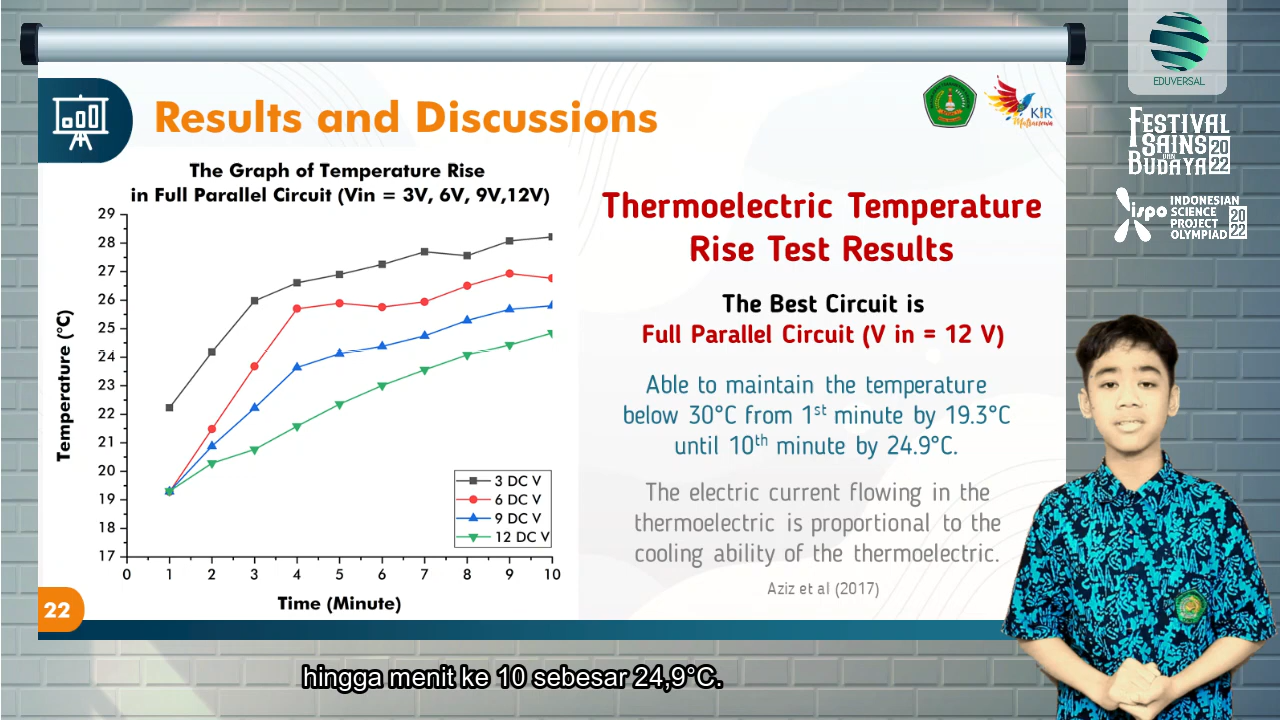 EDUVERSAL
FESTIVAL
SAINS
DAN
BUDAYA
2022
ispo
INDONESIAN
SCIENCE
PROJECT
OLYMPIAD
2022
Results and Discussions
KIR
Matsanewa
The Graph of Temperature Rise
in Full Parallel Circuit (Vin = 3V, 6V, 9V,12V)
Temperature (°C)
29
28
27
26
25
24
23
22
21
20
19
18
17
0 1 2 3 4 5 6 7 8 9 10
Time (Minute)
3 DC V
6 DC V
9 DC V
12 DC V
Thermoelectric Temperature
Rise Test Results
The Best Circuit is
Full Parallel Circuit (V in = 12 V)
Able to maintain the temperature
below 30°C from 1st minute by 19.3°C
until 10th minute by 24.9°C.
The electric current flowing in the
thermoelectric is proportional to the
cooling ability of the thermoelectric.
Aziz et al (2017)
22
hingga menit ke 10 sebesar 24,9°C.